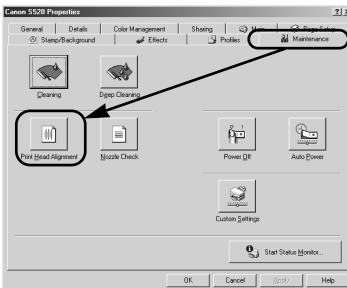 Canon S520 Properties
General Details Color Management Sharing Main Page Setup
Stamp/Background Effects Profiles Maintenance
Cleaning Deep Cleaning
Print Head Alignment Nozzle Check Power Off Auto Power
Custom Settings
Start Status Monitor...
OK Cancel Apply Help